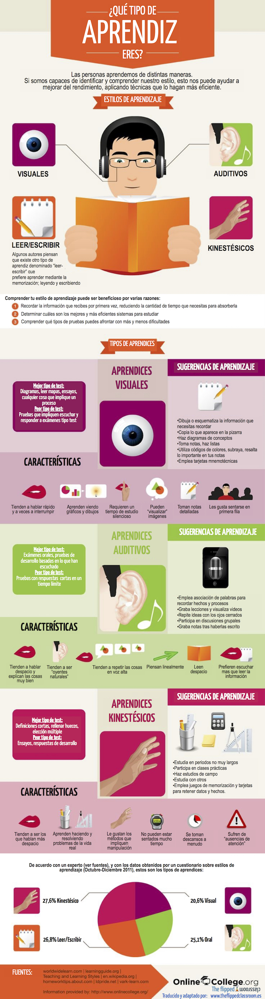 ¿QUÉ TIPO DE
APRENDIZ
ERES?
Las personas aprendemos de distintas maneras.
Si somos capaces de identificar y comprender nuestro estilo, esto nos puede ayudar a
mejorar del rendimiento, aplicando técnicas que lo hagan más eficiente.
ESTILOS DE APRENDIZAJE
VISUALES
AUDITIVOS
LEER/ESCRIBIR
Algunos autores piensan
que existe otro tipo de
aprendiz denominado "leer-
escribir" que
prefiere aprender mediante la
memorización; leyendo y escribiendo
KINESTÉSICOS
Comprender tu estilo de aprendizaje puede ser beneficioso por varias razones:
1 Recordar la información que recibes por primera vez, reduciendo la cantidad de tiempo que necesitas para absorberla
2 Determinar cuáles son los mejores y más eficientes sistemas para estudiar
3 Comprender qué tipos de pruebas puedes afrontar con más y menos dificultades
TIPOS DE APRENDICES
APRENDICES
VISUALES
Mejor tipo de test:
Diagramas, leer mapas, ensayos,
cualquier cosa que implique un
proceso
Peor tipo de test:
Pruebas que impliquen escuchar y
responder a exámenes tipo test
SUGERENCIAS DE APRENDIZAJE
•Dibuja o esquematiza la información que
necesitas recordar
•Copia lo que aparece en la pizarra
•Haz diagramas de conceptos
•Toma notas, haz listas
•Utiliza códigos de colores, subraya, resalta
lo importante en tus notas
•Emplea tarjetas mnemotécnicas
CARACTERÍSTICAS
Tienden a hablar rápido
y a veces a interrumpir
Aprenden viendo
gráficos y dibujos
Requieren un
tiempo de estudio
silencioso
Pueden
"visualizar"
imágenes
Toman notas
detalladas
Les gusta sentarse en
primera fila
APRENDICES
AUDITIVOS
Mejor tipo de test:
Exámenes orales, pruebas de
desarrollo basadas en lo que han
escuchado
Peor tipo de test:
Pruebas con respuestas cortas en un
tiempo límite
SUGERENCIAS DE APRENDIZAJE
•Emplea asociación de palabras para
recordar hechos y procesos
•Graba lecciones y visualiza videos
•Repite ideas con los ojos cerrados
•Participa en discusiones grupales
•Graba notas tras haberlas escrito
CARACTERÍSTICAS
Tienden a hablar
despacio y
explican las cosas
muy bien
Tienden a ser
"oyentes
naturales"
Tienden a repetir las cosas
en voz alta
Piensan linealmente
Leen
despacio
Prefieren escuchar
mas que leer la
información
APRENDICES
KINESTÉSICOS
Mejor tipo de test:
Definiciones cortas, rellenar huecos,
elección múltiple
Peor tipo de test:
Ensayos, respuestas de desarrollo
SUGERENCIAS DE APRENDIZAJE
•Estudia en periodos no muy largos
•Participa en clases prácticas
•Haz estudios de campo
•Estudia con otros
•Emplea juegos de memorización y tarjetas
para retener datos y hechos.
CARACTERÍSTICAS
Tienden a ser los
que hablan más
despacio
Aprenden haciendo y
resolviendo
problemas de la vida
real
Le gustan los
métodos que
impliquen
manipulación
No pueden estar
sentados mucho
tiempo
Se toman
descansos a
menudo
Sufren de
"ausencias de
atención"
De acuerdo con un experto (ver fuentes), y con los datos obtenidos por un cuestionario sobre estilos de
aprendizaje (Octubre-Diciembre 2011), estos son los tipos de aprendices:
27,6% Kinestésico
20,6% Visual
26,8% Leer/Escribir
25,1% Oral
FUENTES:
worldwidelearn.com | learningguide.org |
Teaching and Learning Styles | en.wikipedia.org |
homeworktips.about.com | ldpride.net | vark-learn.com
Information provided by: http://www.onlinecollege.org/
OnlineCollege.org
The flipped classroom
Traducido y adaptado por: www.theflippedclassroom.es